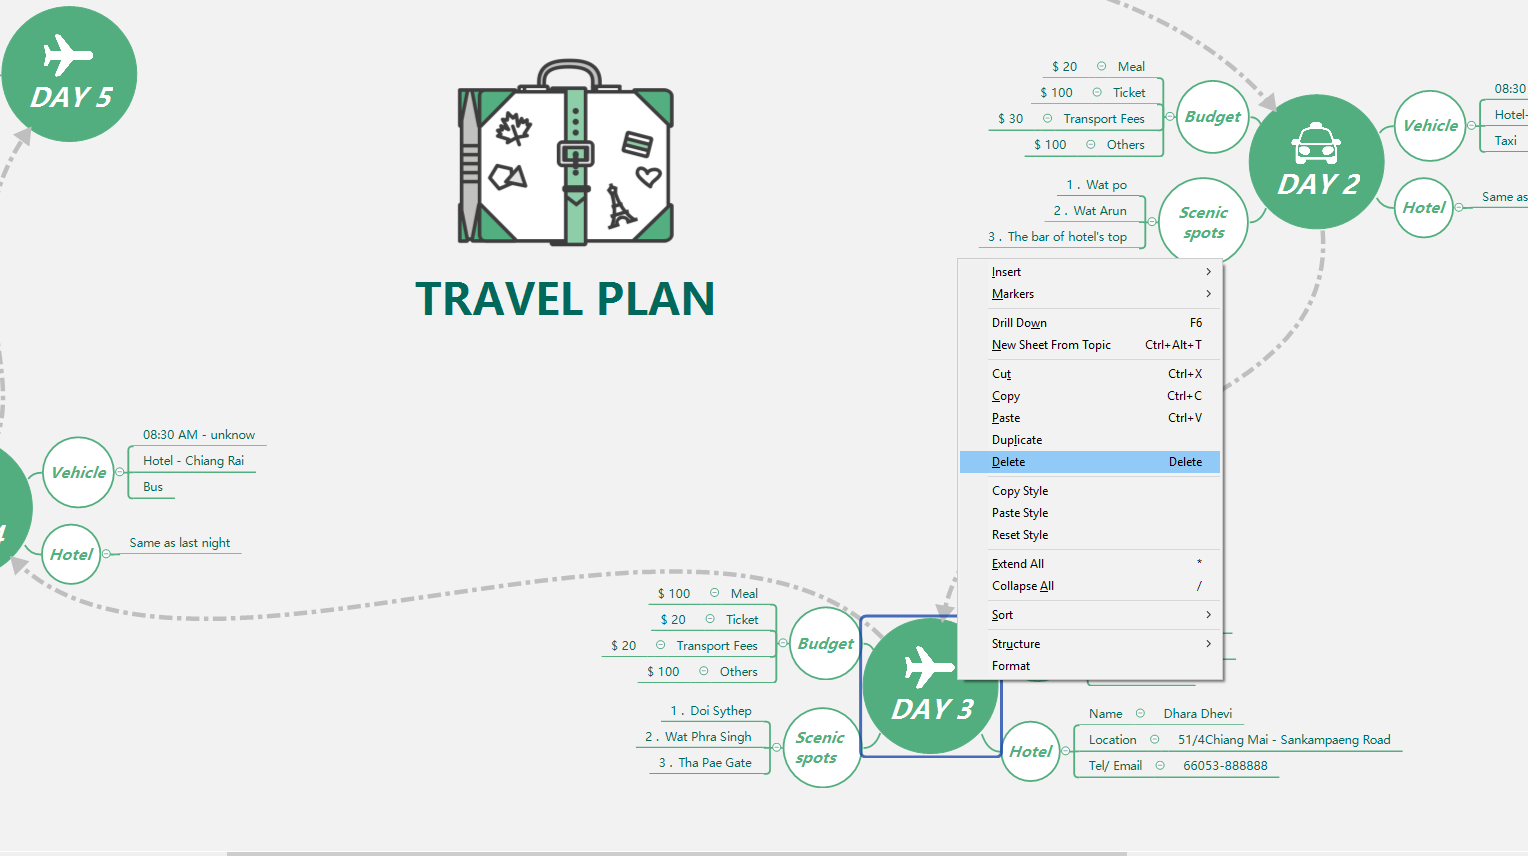 DAY 5
TRAVEL PLAN
$ 20 Meal
$ 100 Ticket
$ 30 Transport Fees
$ 100 Others
Budget
1 . Wat po
2 . Wat Arun
3 . The bar of hotel's top
Scenic
spots
DAY 2
Vehicle
08:30
Hotel-
Taxi
Hotel
Same as
Insert
Markers
Drill Down F6
New Sheet From Topic Ctrl+Alt+T
Cut Ctrl+X
Copy Ctrl+C
Paste Ctrl+V
Duplicate
Delete Delete
Copy Style
Paste Style
Reset Style
Extend All *
Collapse All /
Sort
Structure
Format
4
Vehicle
08:30 AM - unknow
Hotel - Chiang Rai
Bus
Hotel
Same as last night
$ 100 Meal
$ 20 Ticket
$ 20 Transport Fees
$ 100 Others
Budget
1 . Doi Sythep
2 . Wat Phra Singh
3 . Tha Pae Gate
Scenic
spots
DAY 3
Hotel
Name Dhara Dhevi
Location 51/4Chiang Mai - Sankampaeng Road
Tel/ Email 66053-888888